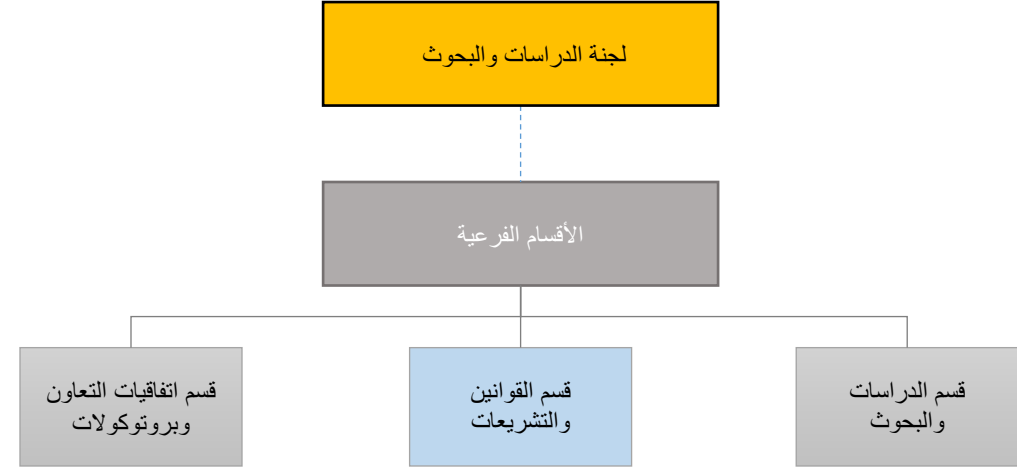 لجنة الدراسات والبحوث
الأقسام الفرعية
قسم الدراسات
والبحوث
قسم القوانين
والتشريعات
قسم اتفاقيات التعاون
وبروتوكولات